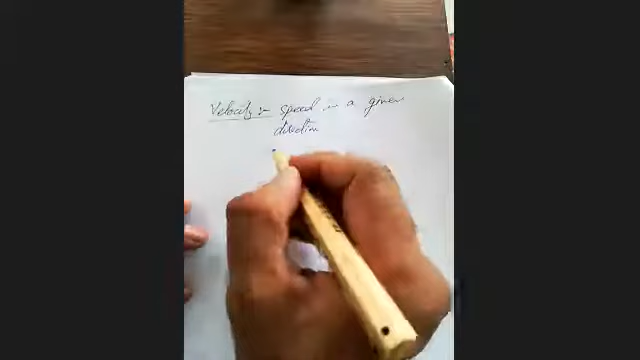 Velocity :- speed in a given
direction